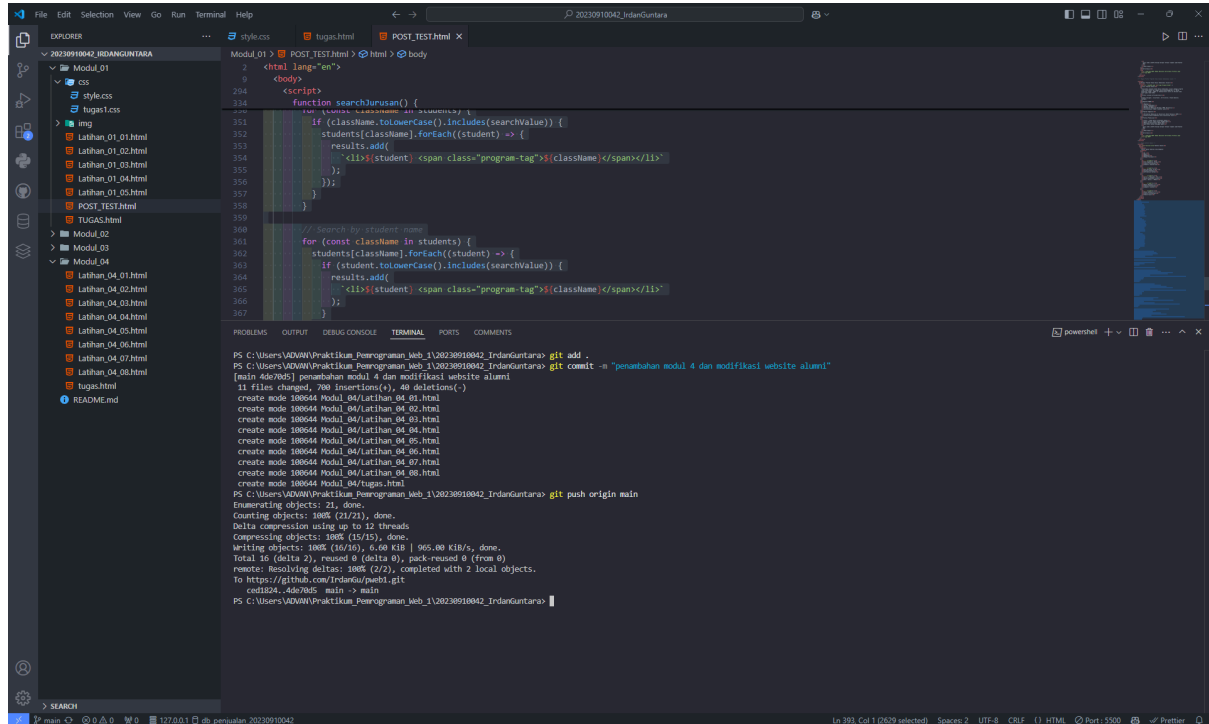 File Edit Selection View Go Run Terminal Help
20230910042_IrdanGuntara
EXPLORER
20230910042_IRDANGUNTARA
Modul_01
css
style.css
tugas1.css
img
Latihan_01_01.html
Latihan_01_02.html
Latihan_01_03.html
Latihan_01_04.html
Latihan_01_05.html
POST_TEST.html
TUGAS.html
Modul_02
Modul_03
Modul_04
Latihan_04_01.html
Latihan_04_02.html
Latihan_04_03.html
Latihan_04_04.html
Latihan_04_05.html
Latihan_04_06.html
Latihan_04_07.html
Latihan_04_08.html
tugas.html
README.md
SEARCH
style.css tugas.html POST_TEST.html
Modul_01 > POST_TEST.html > html > body
2 <html lang="en">
9 <body>
294 <script>
334 function searchJurusan() {
350 for (const className in students) {
351 if (className.toLowerCase().includes(searchValue)) {
352 students[className].forEach((student) => {
353 results.add(
354 `<li>${student} <span class="program-tag">${className}</span></li>`
355 );
356 });
357 }
358 }
359
360 // Search by student name
361 for (const className in students) {
362 students[className].forEach((student) => {
363 if (student.toLowerCase().includes(searchValue)) {
364 results.add(
365 `<li>${student} <span class="program-tag">${className}</span></li>`
366 );
367 }
PROBLEMS OUTPUT DEBUG CONSOLE TERMINAL PORTS COMMENTS
powershell
PS C:\Users\ADVAN\Praktikum_Pemrograman_Web_1\20230910042_IrdanGuntara> git add .
PS C:\Users\ADVAN\Praktikum_Pemrograman_Web_1\20230910042_IrdanGuntara> git commit -m "penambahan modul 4 dan modifikasi website alumni"
[main 4de70d5] penambahan modul 4 dan modifikasi website alumni
11 files changed, 700 insertions(+), 40 deletions(-)
create mode 100644 Modul_04/Latihan_04_01.html
create mode 100644 Modul_04/Latihan_04_02.html
create mode 100644 Modul_04/Latihan_04_03.html
create mode 100644 Modul_04/Latihan_04_04.html
create mode 100644 Modul_04/Latihan_04_05.html
create mode 100644 Modul_04/Latihan_04_06.html
create mode 100644 Modul_04/Latihan_04_07.html
create mode 100644 Modul_04/Latihan_04_08.html
create mode 100644 Modul_04/tugas.html
PS C:\Users\ADVAN\Praktikum_Pemrograman_Web_1\20230910042_IrdanGuntara> git push origin main
Enumerating objects: 21, done.
Counting objects: 100% (21/21), done.
Delta compression using up to 12 threads
Compressing objects: 100% (15/15), done.
Writing objects: 100% (16/16), 6.60 KiB | 965.00 KiB/s, done.
Total 16 (delta 2), reused 0 (delta 0), pack-reused 0 (from 0)
remote: Resolving deltas: 100% (2/2), completed with 2 local objects.
To https://github.com/IrdanGu/pweb1.git
ced1824..4de70d5 main -> main
PS C:\Users\ADVAN\Praktikum_Pemrograman_Web_1\20230910042_IrdanGuntara>
main 0 0 0 127.0.0.1 db_penjualan_20230910042 Ln 393, Col 1 (2629 selected) Spaces: 2 UTF-8 CRLF {} HTML Port : 5500 Prettier